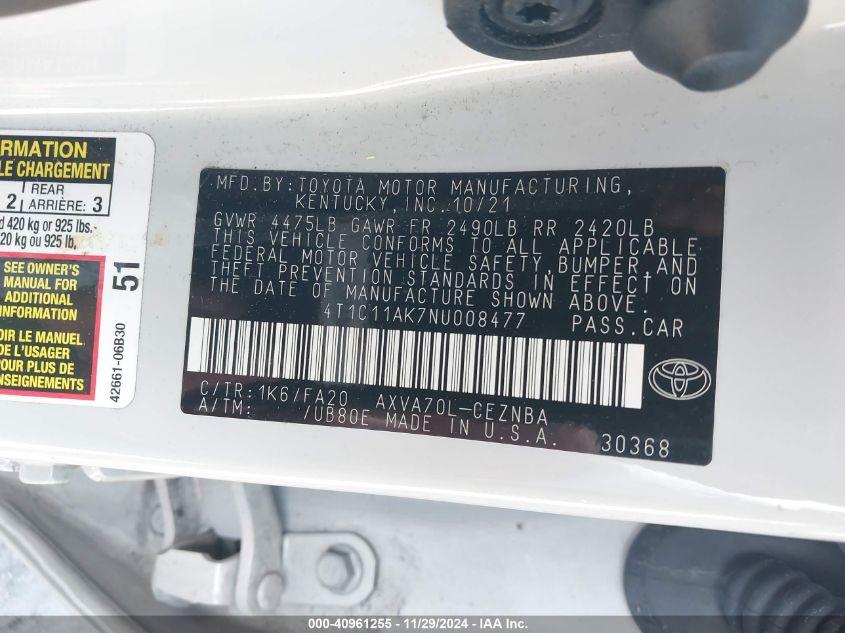 RMATION
E CHARGEMENT
2 REAR ARRIÈRE: 3
d 420 kg or 925 lbs.
20 kg ou 925 lb.
SEE OWNER'S
MANUAL FOR
ADDITIONAL
INFORMATION
OIR LE MANUEL
DE L'USAGER
POUR PLUS DE
ENSEIGNEMENTS
51
42661-06B30
MFD.BY:TOYOTA MOTOR MANUFACTURING,
KENTUCKY, INC. 10/21
GVWR 4475LB GAWR FR 2490LB RR 2420LB
THIS VEHICLE CONFORMS TO ALL APPLICABLE
FEDERAL MOTOR VEHICLE SAFETY,BUMPER,AND
THEFT PREVENTION STANDARDS IN EFFECT ON
THE DATE OF MANUFACTURE SHOWN ABOVE.
4T1C11AK7NU008477 PASS.CAR
C/TR: 1K6/FA20 AXVA70L-CEZNBA
A/TM: /UB80E MADE IN U.S.A. 30368
TOYOTA
000-40961255 - 11/29/2024 - IAA Inc.